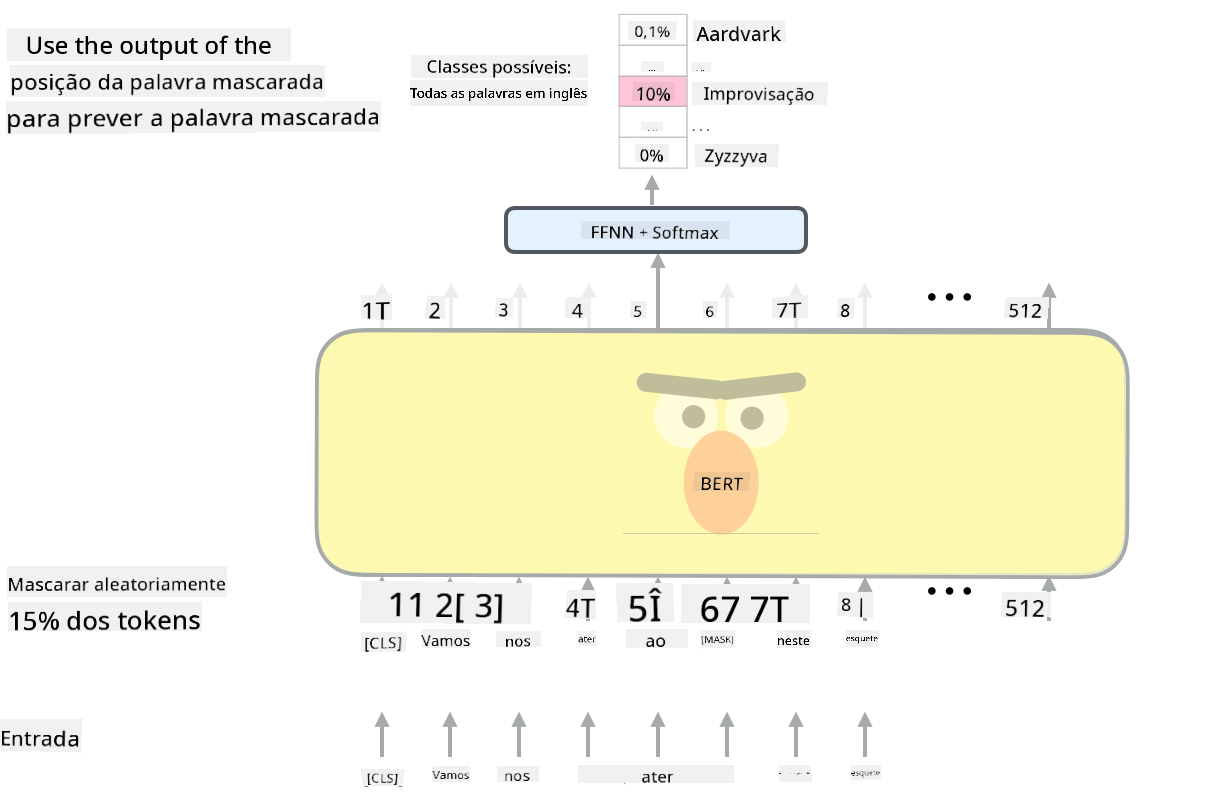 Use the output of the
posição da palavra mascarada
para prever a palavra mascarada
Classes possíveis:
Todas as palavras em inglês
0,1% Aardvark
... ...
10% Improvisação
... ...
0% Zyzzyva
FFNN + Softmax
1T 2 3 4 5 6 7T 8 ... 512
BERT
Mascarar aleatoriamente
15% dos tokens
11 2[ 3] 4T 5Î 67 7T 8 | ... 512
[CLS] Vamos nos ater ao [MASK] neste esquete
Entrada
[CLS] Vamos nos ater esquete